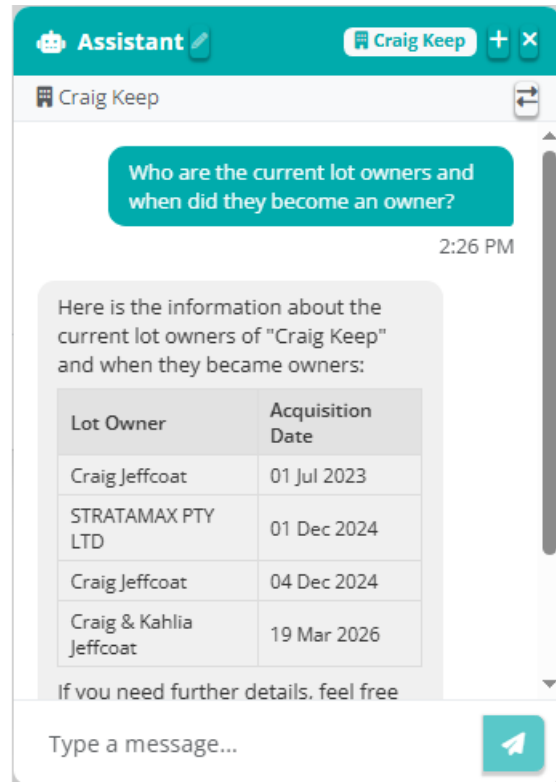 Assistant
Craig Keep
Craig Keep
Who are the current lot owners and
when did they become an owner?
2:26 PM
Here is the information about the
current lot owners of "Craig Keep"
and when they became owners:
Lot Owner
Acquisition
Date
Craig Jeffcoat
01 Jul 2023
STRATAMAX PTY
LTD
01 Dec 2024
Craig Jeffcoat
04 Dec 2024
Craig & Kahlia
Jeffcoat
19 Mar 2026
If you need further details, feel free
Type a message...